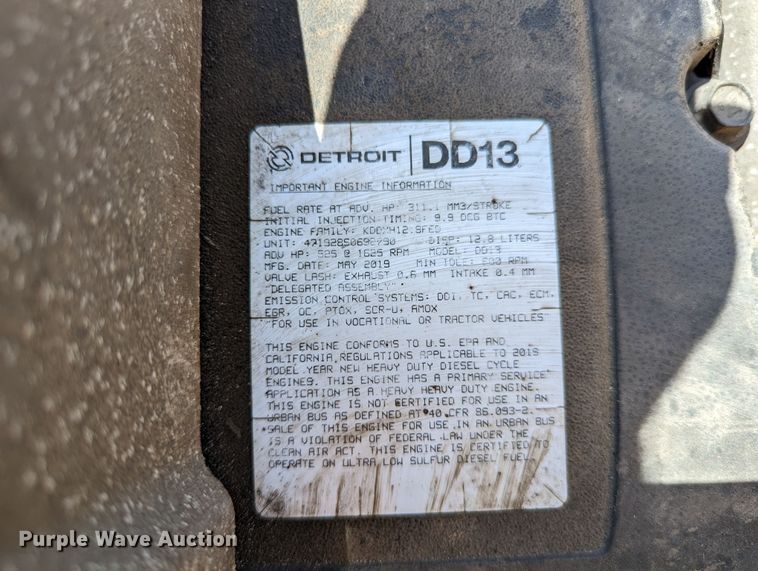 DETROIT DD13
IMPORTANT ENGINE INFORMATION
FUEL RATE AT ADV. HP: 311.1 MM3/STROKE
INITIAL INJECTION TIMING: 9.9 DEG BTC
ENGINE FAMILY:
UNIT: DISP: 12.8 LITERS
ADV HP: 525 @ 1625 RPM MODEL: DD13
MFG. DATE: MAY 2019 MIN IDLE: RPM
VALVE LASH: EXHAUST 0.6 MM INTAKE 0.4 MM
"DELEGATED ASSEMBLY"
EMISSION CONTROL SYSTEMS: DDI, TC, CAC, ECM,
EGR, OC, PTOX, SCR-U, AMOX
"FOR USE IN VOCATIONAL OR TRACTOR VEHICLES
THIS ENGINE CONFORMS TO U.S. EPA AND
CALIFORNIA REGULATIONS APPLICABLE TO 2019
MODEL YEAR NEW HEAVY DUTY DIESEL CYCLE
ENGINES. THIS ENGINE HAS A PRIMARY SERVICE
APPLICATION AS A HEAVY HEAVY DUTY ENGINE.
THIS ENGINE IS NOT CERTIFIED FOR USE IN AN
URBAN BUS AS DEFINED AT 40 CFR 86.093-2.
SALE OF THIS ENGINE FOR USE IN AN URBAN BUS
IS A VIOLATION OF FEDERAL LAW UNDER THE
CLEAN AIR ACT. THIS ENGINE IS CERTIFIED TO
OPERATE ON ULTRA LOW SULFUR DIESEL FUEL.
Purple Wave Auction